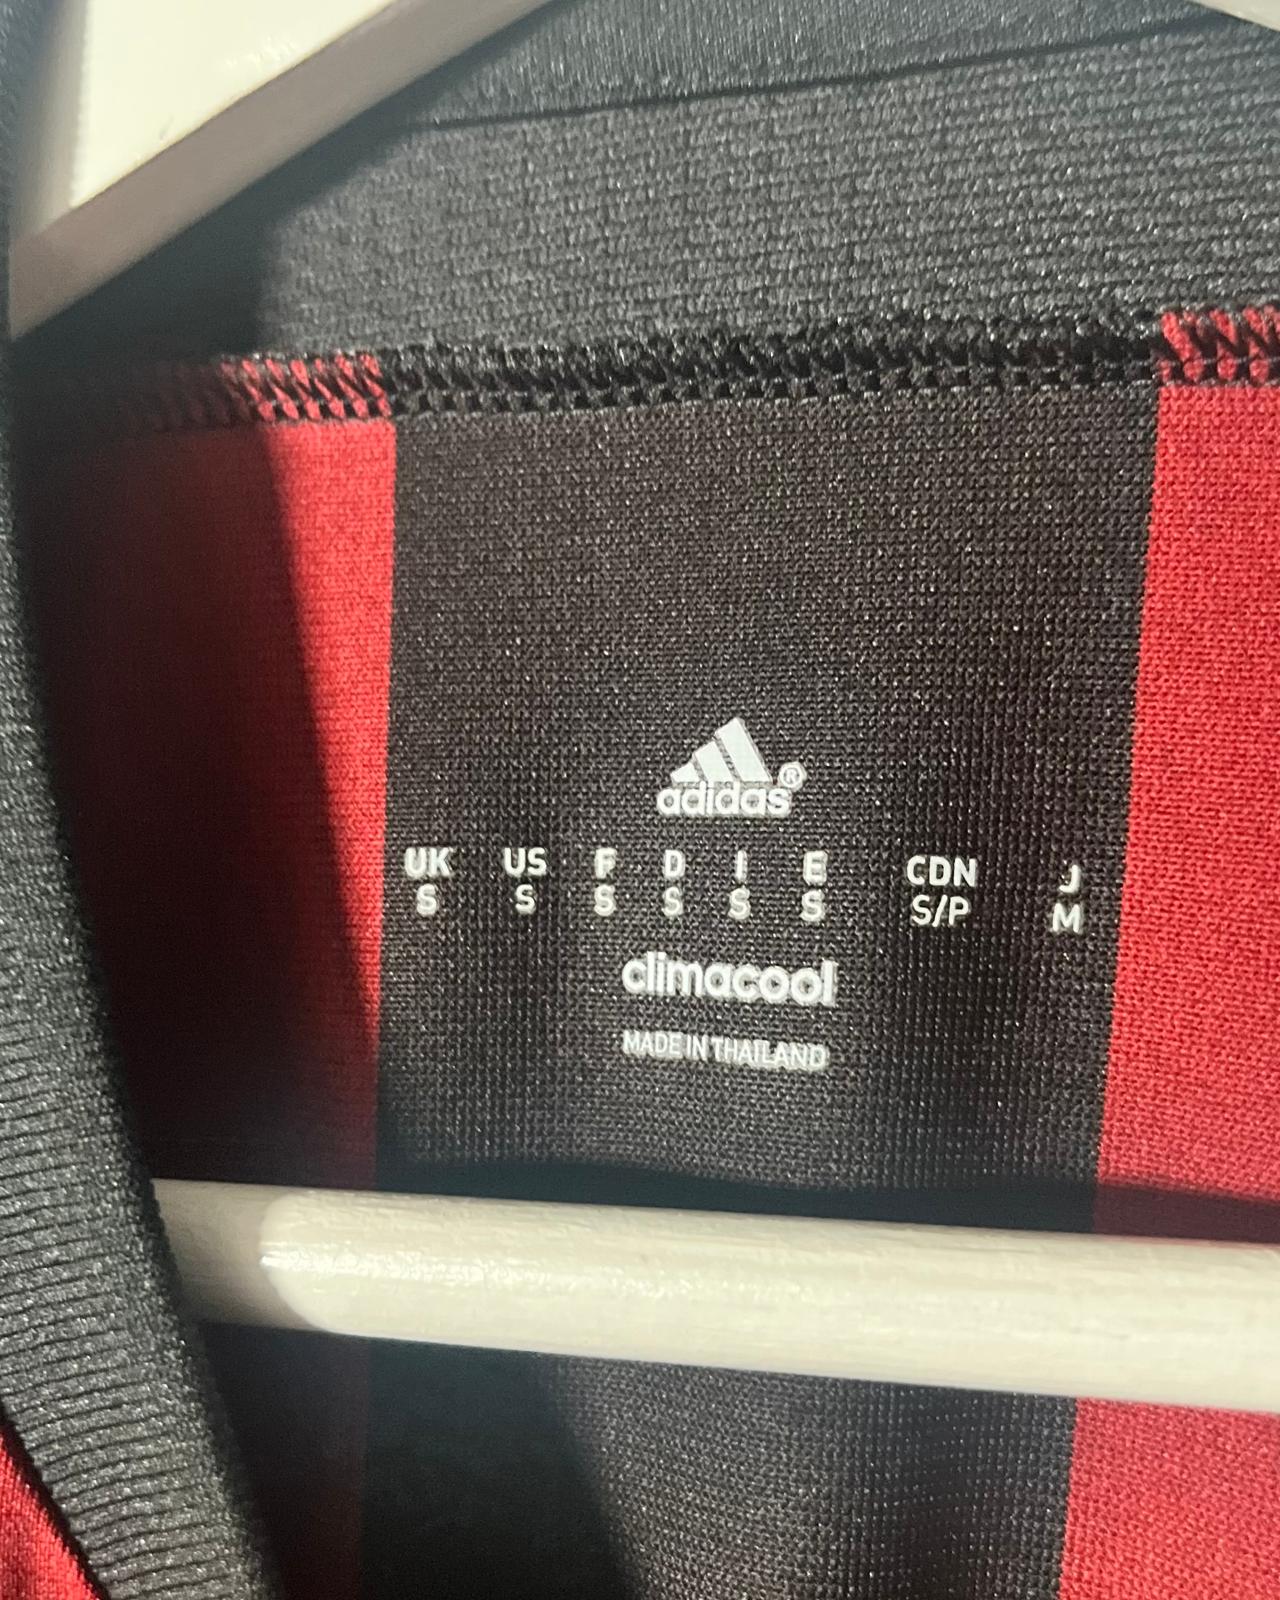 adidas®
UK US F D I E CDN J
S S S S S S S/P M
climacool
MADE IN THAILAND